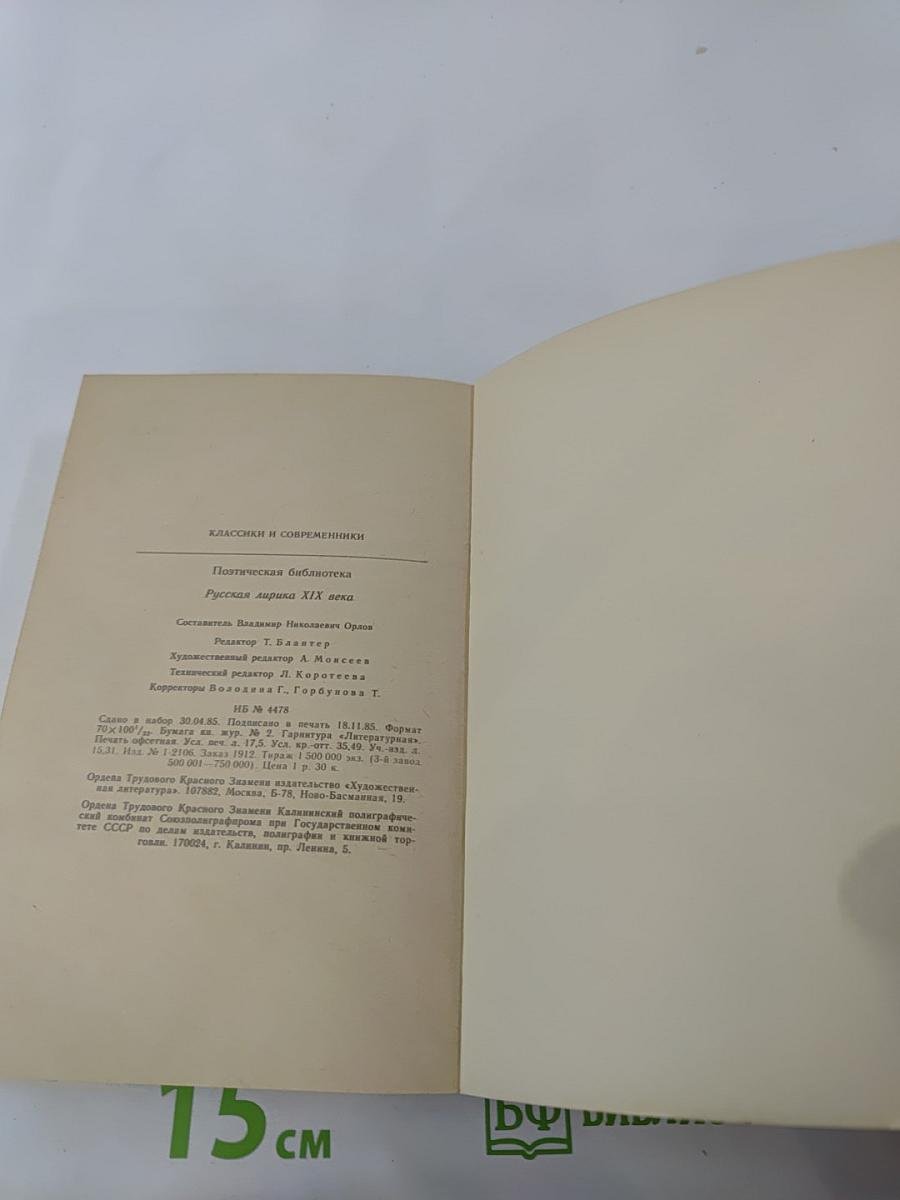 КЛАССИКИ И СОВРЕМЕННИКИ
Поэтическая библиотека
Русская лирика XIX века
Составитель Владимир Николаевич Орлов
Редактор Т. Блантер
Художественный редактор А. Моисеев
Технический редактор Л. Коротеева
Корректоры Володина Г., Горбунова Т.
ИБ № 4478
Сдано в набор 30.04.85. Подписано в печать 18.11.85. Формат
70×100¹/₃₂. Бумага кн. жур. № 2. Гарнитура «Литературная».
Печать офсетная. Усл. печ. л. 17,5. Усл. кр.-отт. 35,49. Уч.-изд. л.
15,31. Изд. № I-2106. Заказ 1912. Тираж 1 500 000 экз. (3-й завод
500 001—750 000). Цена 1 р. 30 к.
Ордена Трудового Красного Знамени издательство «Художествен-
ная литература». 107882, Москва, Б-78, Ново-Басманная, 19.
Ордена Трудового Красного Знамени Калининский полиграфиче-
ский комбинат Союзполиграфпрома при Государственном коми-
тете СССР по делам издательств, полиграфии и книжной тор-
говли. 170024, г. Калинин, пр. Ленина, 5.
15 см
БФ